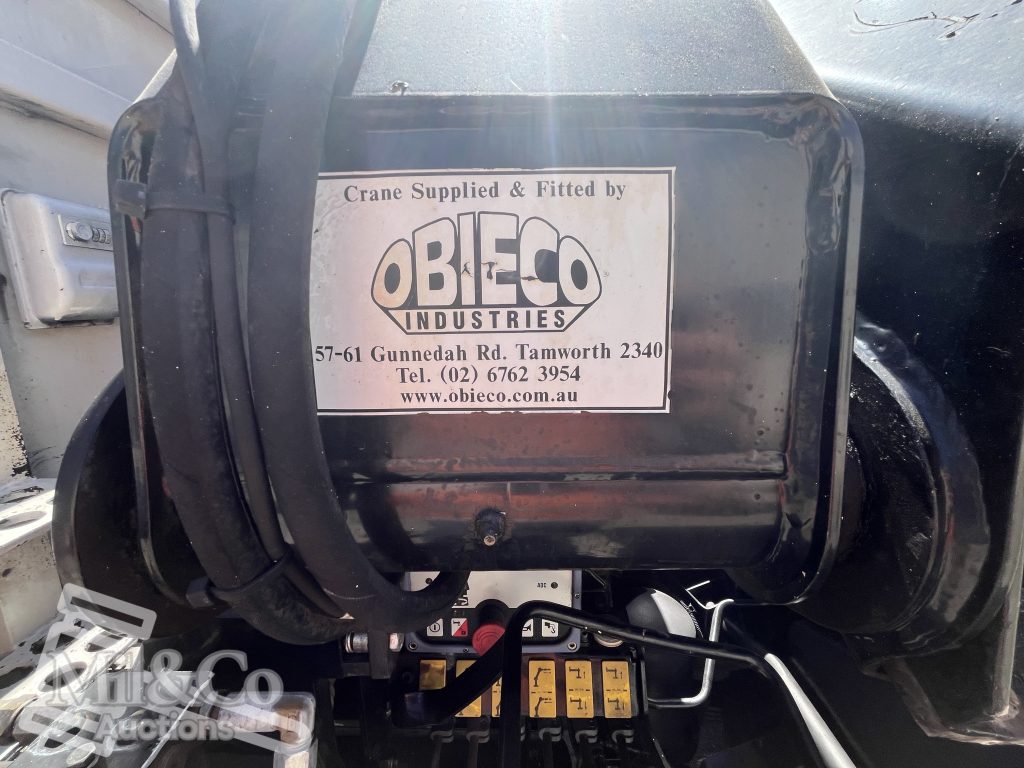 Crane Supplied & Fitted by
OBIECO
INDUSTRIES
57-61 Gunnedah Rd. Tamworth 2340
Tel. (02) 6762 3954
www.obieco.com.au
ADC
&Co
Auctions